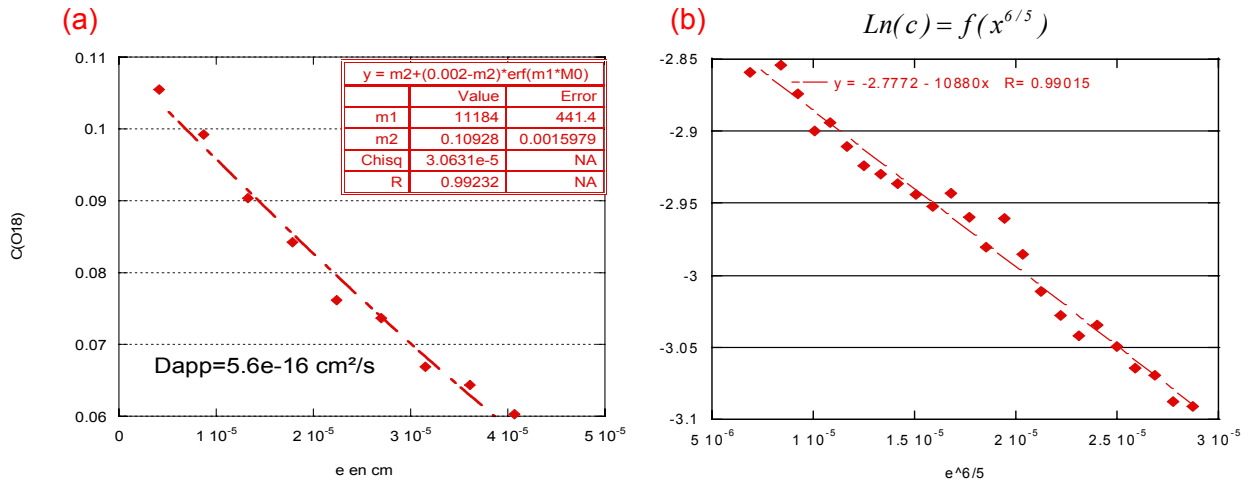 (a)
0.11
0.1
0.09
0.08
0.07
0.06
C(O18)
y = m2+(0.002-m2)*erf(m1*M0)
Value Error
m1 11184 441.4
m2 0.10928 0.0015979
Chisq 3.0631e-5 NA
R 0.99232 NA
Dapp=5.6e-16 cm²/s
0 1 10⁻⁵ 2 10⁻⁵ 3 10⁻⁵ 4 10⁻⁵ 5 10⁻⁵
e en cm
(b)
Ln(c) = f(x^{6/5})
-2.85
-2.9
-2.95
-3
-3.05
-3.1
y = -2.7772 - 10880x R= 0.99015
5 10⁻⁶ 1 10⁻⁵ 1.5 10⁻⁵ 2 10⁻⁵ 2.5 10⁻⁵ 3 10⁻⁵
e^6/5